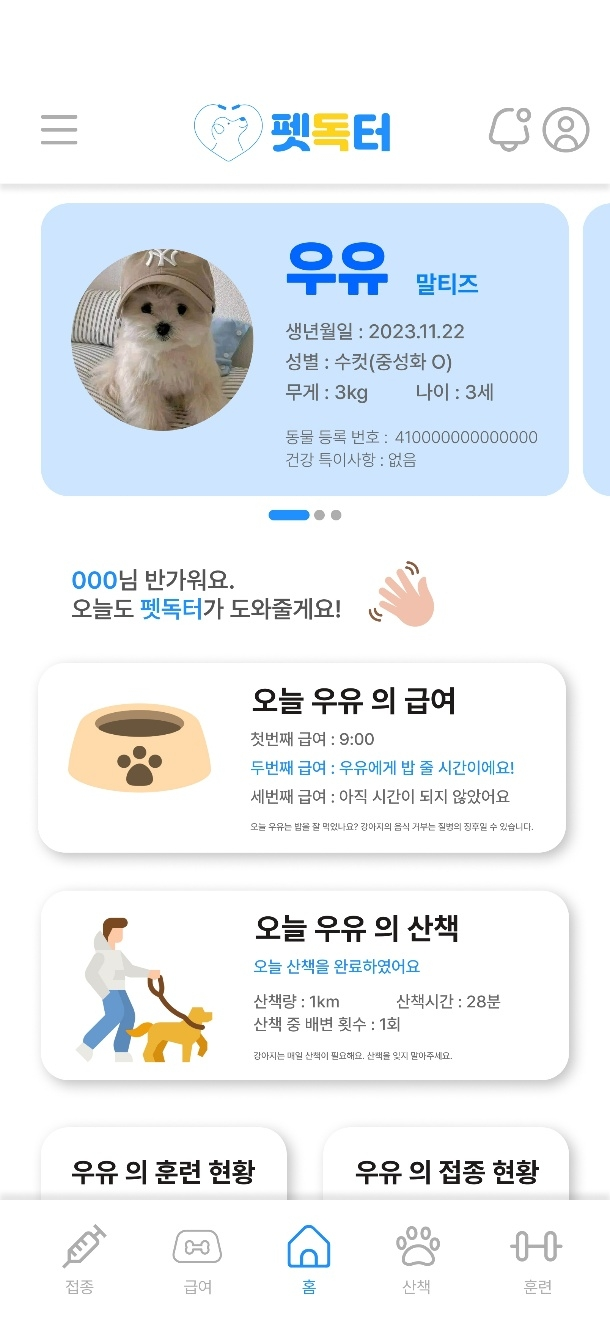 펫독터
우유 말티즈
생년월일 : 2023.11.22
성별 : 수컷(중성화 O)
무게 : 3kg 나이 : 3세
동물 등록 번호 : 410000000000000
건강 특이사항 : 없음
OOO님 반가워요.
오늘도 펫독터가 도와줄게요!
오늘 우유 의 급여
첫번째 급여 : 9:00
두번째 급여 : 우유에게 밥 줄 시간이에요!
세번째 급여 : 아직 시간이 되지 않았어요
오늘 우유는 밥을 잘 먹었나요? 강아지의 음식 거부는 질병의 징후일 수 있습니다.
오늘 우유 의 산책
오늘 산책을 완료하였어요
산책량 : 1km 산책시간 : 28분
산책 중 배변 횟수 : 1회
강아지는 매일 산책이 필요해요. 산책을 잊지 말아주세요.
우유 의 훈련 현황 우유 의 접종 현황
접종 급여 홈 산책 훈련